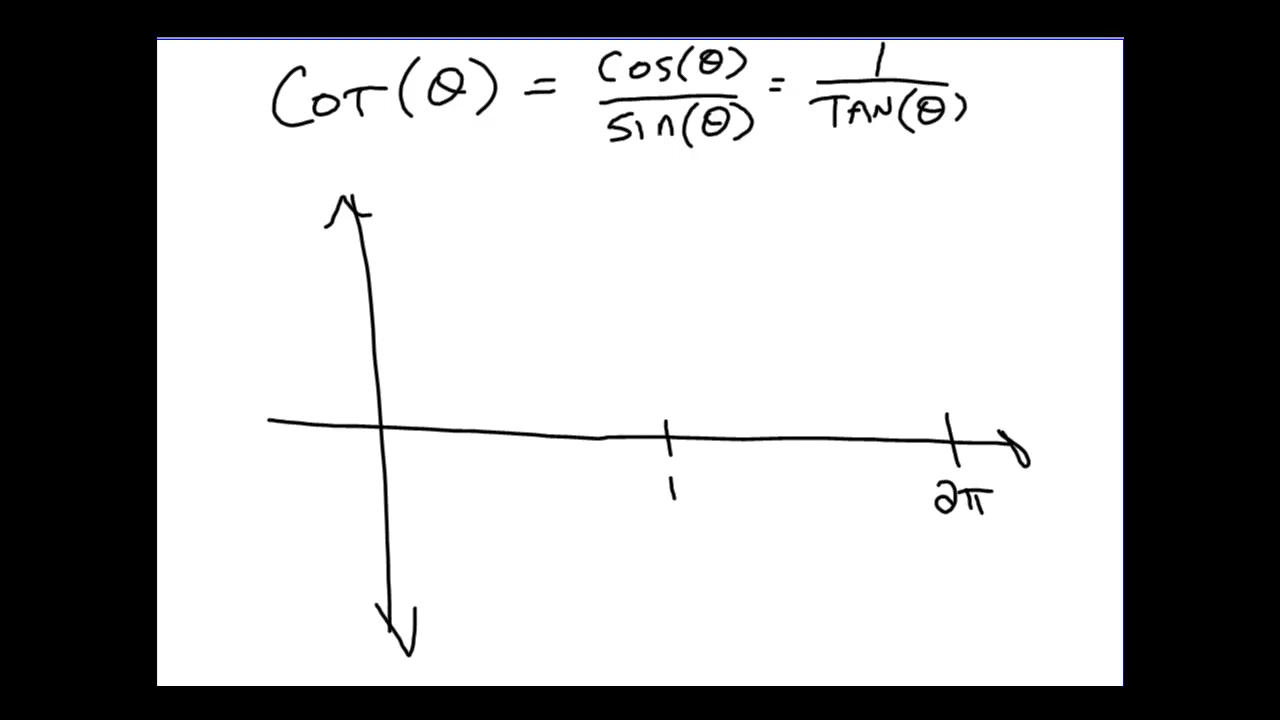 COT(θ) = cos(θ)/sin(θ) = 1/TAN(θ)
1 2π